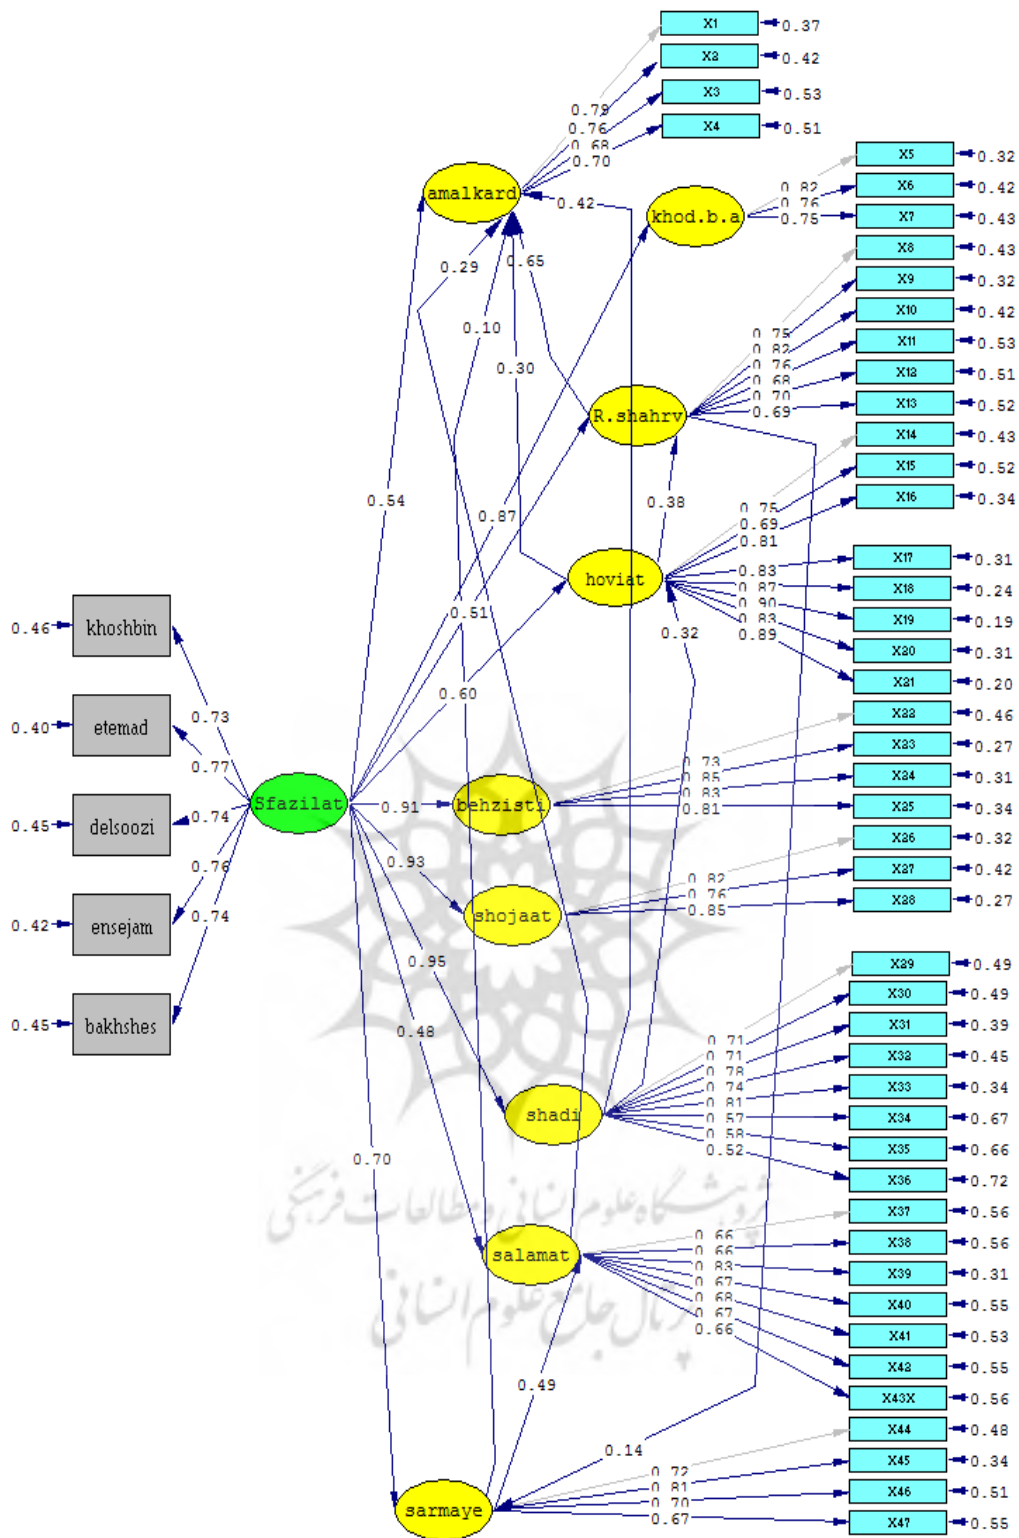 X1
0.37
X2
0.42
X3
0.53
X4
0.51
0.79
0.76
0.68
0.70
amalkard
0.42
khod.b.a
0.82
0.76
0.75
X5
0.32
X6
0.42
X7
0.43
X8
0.43
X9
0.32
X10
0.42
X11
0.53
X12
0.51
X13
0.52
X14
0.43
X15
0.52
X16
0.34
0.29
0.65
0.10
0.30
0.75
0.82
0.76
0.68
0.70
0.69
R.shahrv
0.54
0.87
0.38
0.75
0.69
0.81
0.83
0.87
0.90
0.83
0.89
hoviat
0.51
0.32
0.60
X17
0.31
X18
0.24
X19
0.19
X20
0.31
X21
0.20
X22
0.46
X23
0.27
X24
0.31
X25
0.34
X26
0.32
X27
0.42
X28
0.27
0.46
khoshbin
0.73
0.40
etemad
0.77
0.45
delsoozi
0.74
0.42
ensejam
0.76
0.45
bakhshes
0.74
Sfazilat
0.91
behzisti
0.73
0.85
0.83
0.81
0.93
shojaat
0.82
0.76
0.85
0.95
0.48
X29
0.49
X30
0.49
X31
0.39
X32
0.45
X33
0.34
X34
0.67
X35
0.66
X36
0.72
0.71
0.71
0.78
0.74
0.81
0.57
0.58
0.52
shadi
0.70
پژوهشگاه علوم انسانی و مطالعات فرهنگی
X37
0.56
X38
0.56
X39
0.31
X40
0.55
X41
0.53
X42
0.55
X43X
0.56
0.66
0.66
0.83
0.67
0.68
0.67
0.66
salamat
پرتال جامع علوم انسانی
0.49
0.14
X44
0.48
X45
0.34
X46
0.51
X47
0.55
0.72
0.81
0.70
0.67
sarmaye